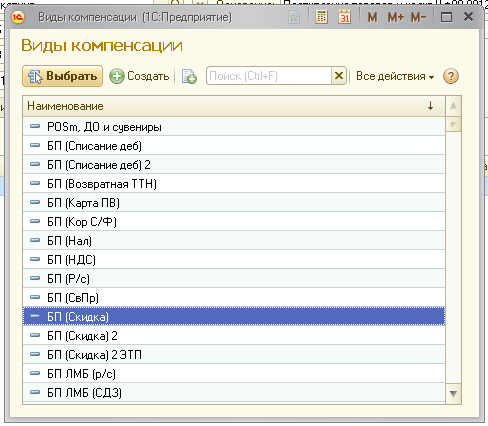 Виды компенсации (1С:Предприятие)
M M+ M-
Виды компенсации
Выбрать Создать Поиск (Ctrl+F) Все действия
Наименование
POSm, ДО и сувениры
БП (Списание деб)
БП (Списание деб) 2
БП (Возвратная ТТН)
БП (Карта ПВ)
БП (Кор С/Ф)
БП (Нал)
БП (НДС)
БП (Р/с)
БП (СвПр)
БП (Скидка)
БП (Скидка) 2
БП (Скидка) 2 ЭТП
БП ЛМБ (р/с)
БП ЛМБ (СДЗ)